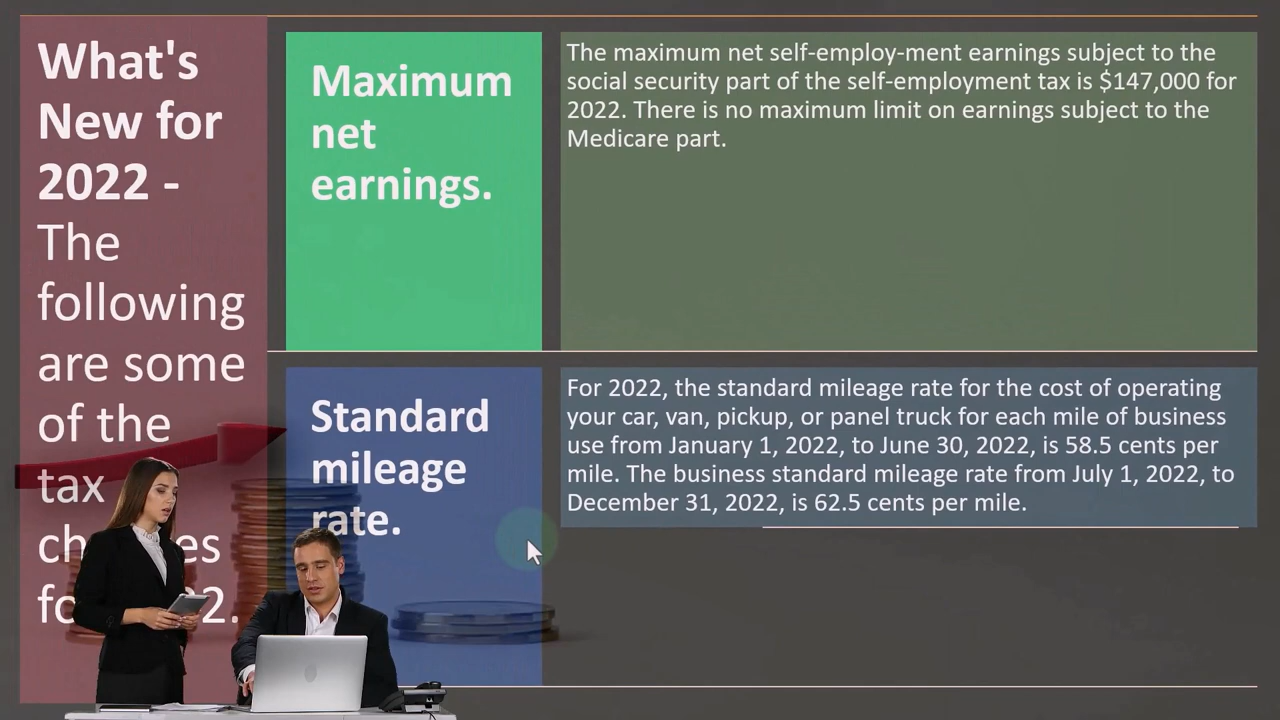 What's
New for
2022 -
The
following
are some
of the
tax
for
2.
Maximum
net
earnings.
The maximum net self-employ-ment earnings subject to the
social security part of the self-employment tax is $147,000 for
2022. There is no maximum limit on earnings subject to the
Medicare part.
Standard
mileage
rate.
For 2022, the standard mileage rate for the cost of operating
your car, van, pickup, or panel truck for each mile of business
use from January 1, 2022, to June 30, 2022, is 58.5 cents per
mile. The business standard mileage rate from July 1, 2022, to
December 31, 2022, is 62.5 cents per mile.